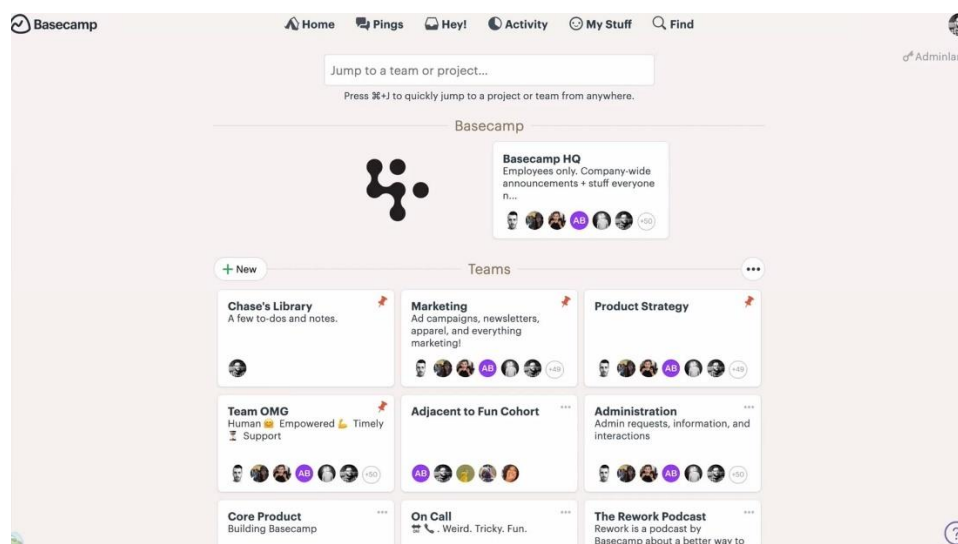 Basecamp
Home Pings Hey! Activity My Stuff Find
Adminla
Jump to a team or project...
Press ⌘+J to quickly jump to a project or team from anywhere.
Basecamp
Basecamp HQ
Employees only. Company-wide
announcements + stuff everyone
n...
AB
+50
+ New
Teams
Chase's Library
A few to-dos and notes.
Marketing
Ad campaigns, newsletters,
apparel, and everything
marketing!
AB
+49
Product Strategy
AB
+49
Team OMG
Human 🤗 Empowered 💪 Timely
⏳ Support
AB
+50
Adjacent to Fun Cohort
AB
Administration
Admin requests, information, and
interactions
AB
+50
Core Product
Building Basecamp
On Call
☎ 📞. Weird. Tricky. Fun.
The Rework Podcast
Rework is a podcast by
Basecamp about a better way to
?